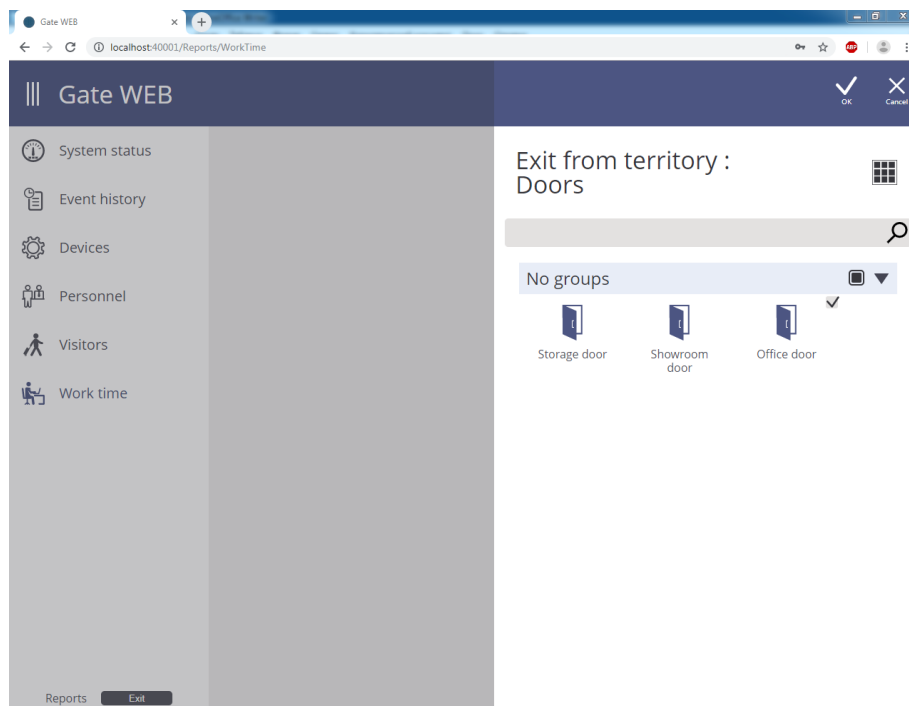 Gate WEB
localhost:40001/Reports/WorkTime
ABP
Gate WEB
OK
Cancel
System status
Event history
Devices
Personnel
Visitors
Work time
Reports
Exit
Exit from territory :
Doors
No groups
Storage door
Showroom
door
Office door